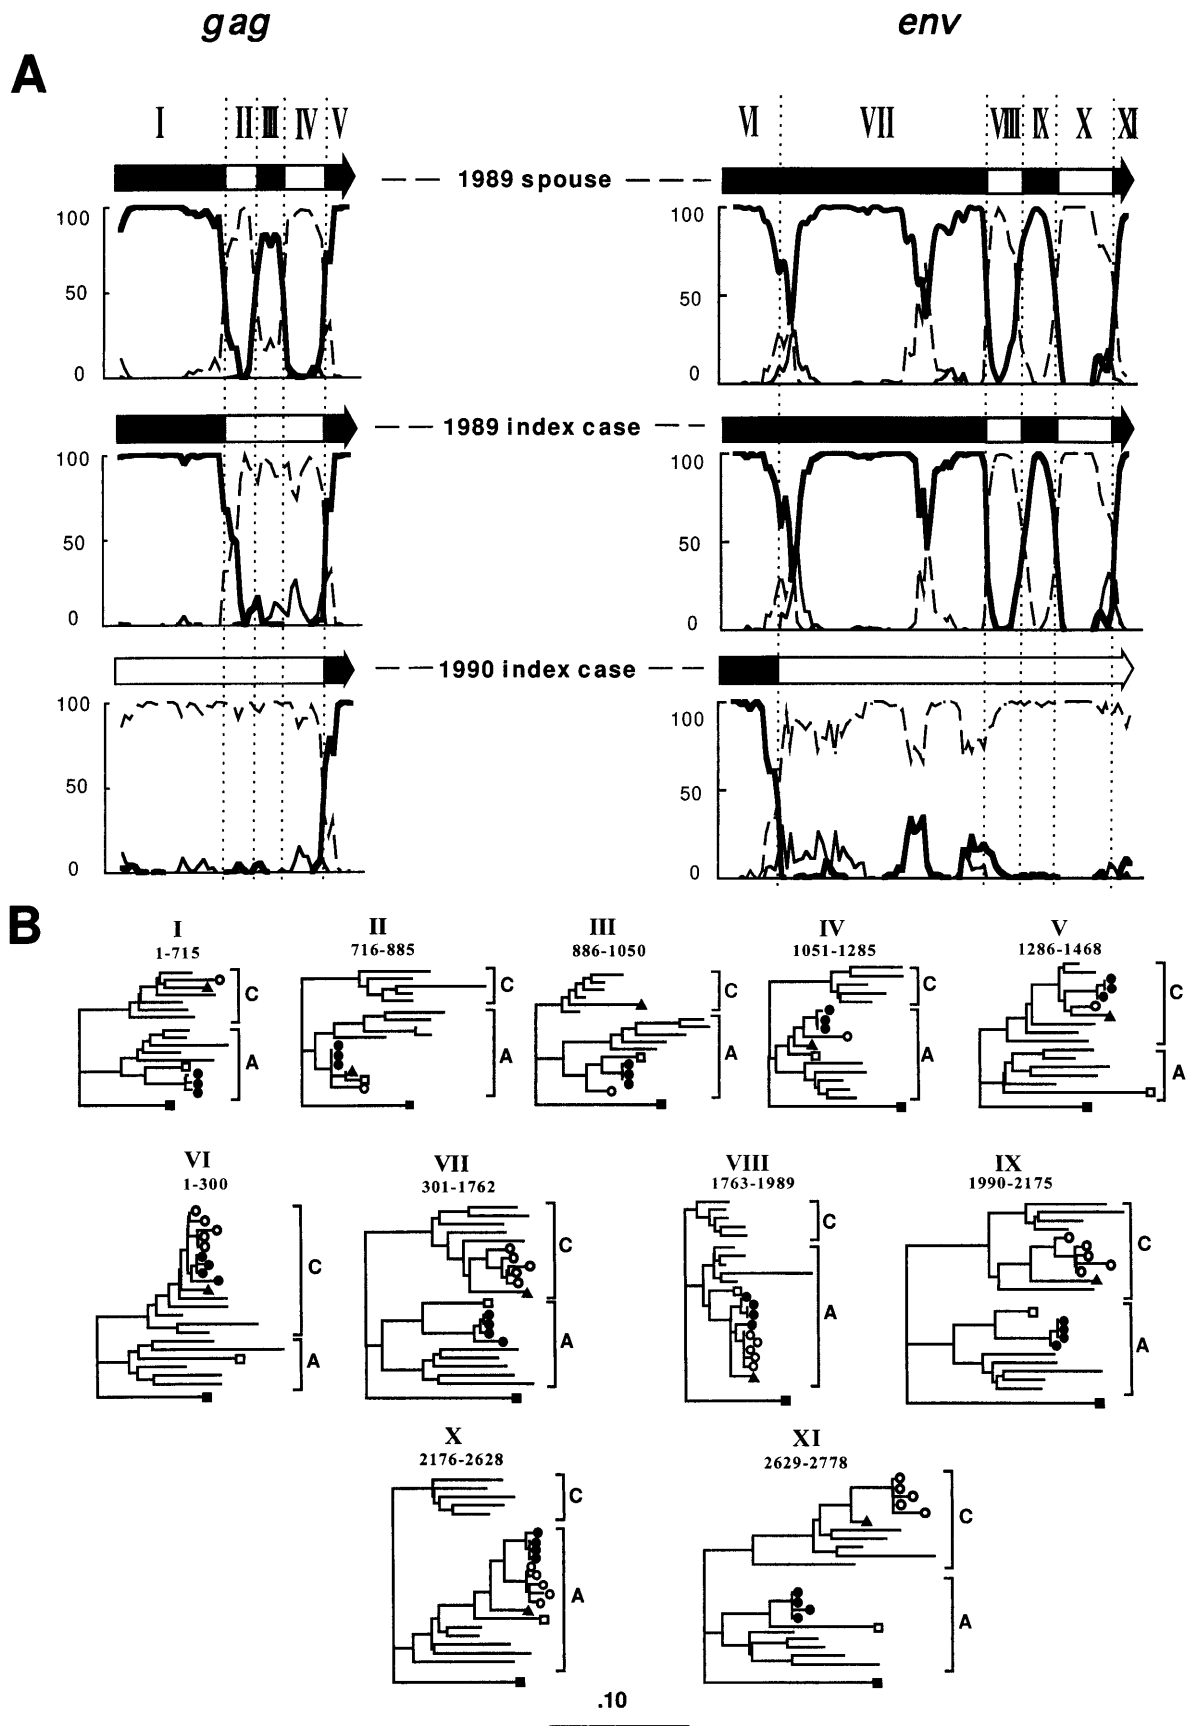 gag env
A
I II III IV V VI VII VIII IX X XI
1989 spouse
100 100
50 50
0 0
1989 index case
100 100
50 50
0 0
1990 index case
100 100
50 50
0 0
B
I II III IV V
1-715 716-885 886-1050 1051-1285 1286-1468
C C C C C
A A A A A
VI VII VIII IX
1-300 301-1762 1763-1989 1990-2175
C C C C
A A A A
X XI
2176-2628 2629-2778
C C
A A
.10